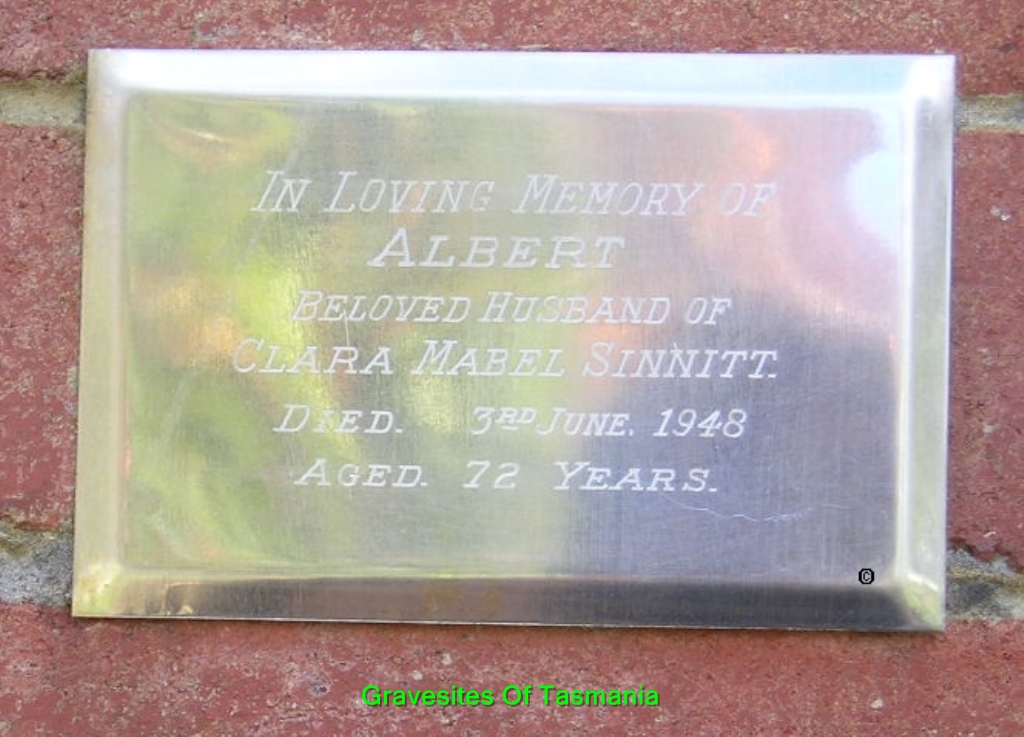 IN LOVING MEMORY OF
ALBERT
BELOVED HUSBAND OF
CLARA MABEL SINNITT.
DIED. 3RD JUNE. 1948
AGED. 72 YEARS.
©
Gravesites Of Tasmania